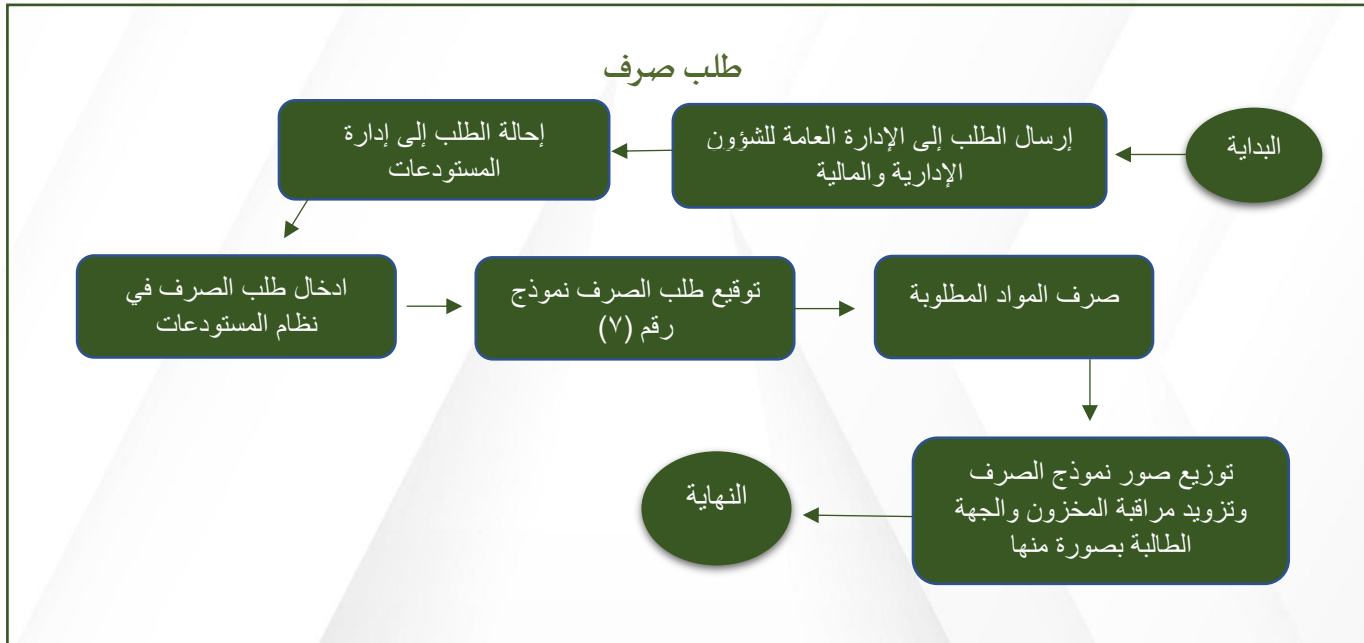 طلب صرف
البداية
إرسال الطلب إلى الإدارة العامة للشؤون
الإدارية والمالية
إحالة الطلب إلى إدارة
المستودعات
ادخال طلب الصرف في
نظام المستودعات
توقيع طلب الصرف نموذج
رقم (٧)
صرف المواد المطلوبة
توزيع صور نموذج الصرف
وتزويد مراقبة المخزون والجهة
الطالبة بصورة منها
النهاية